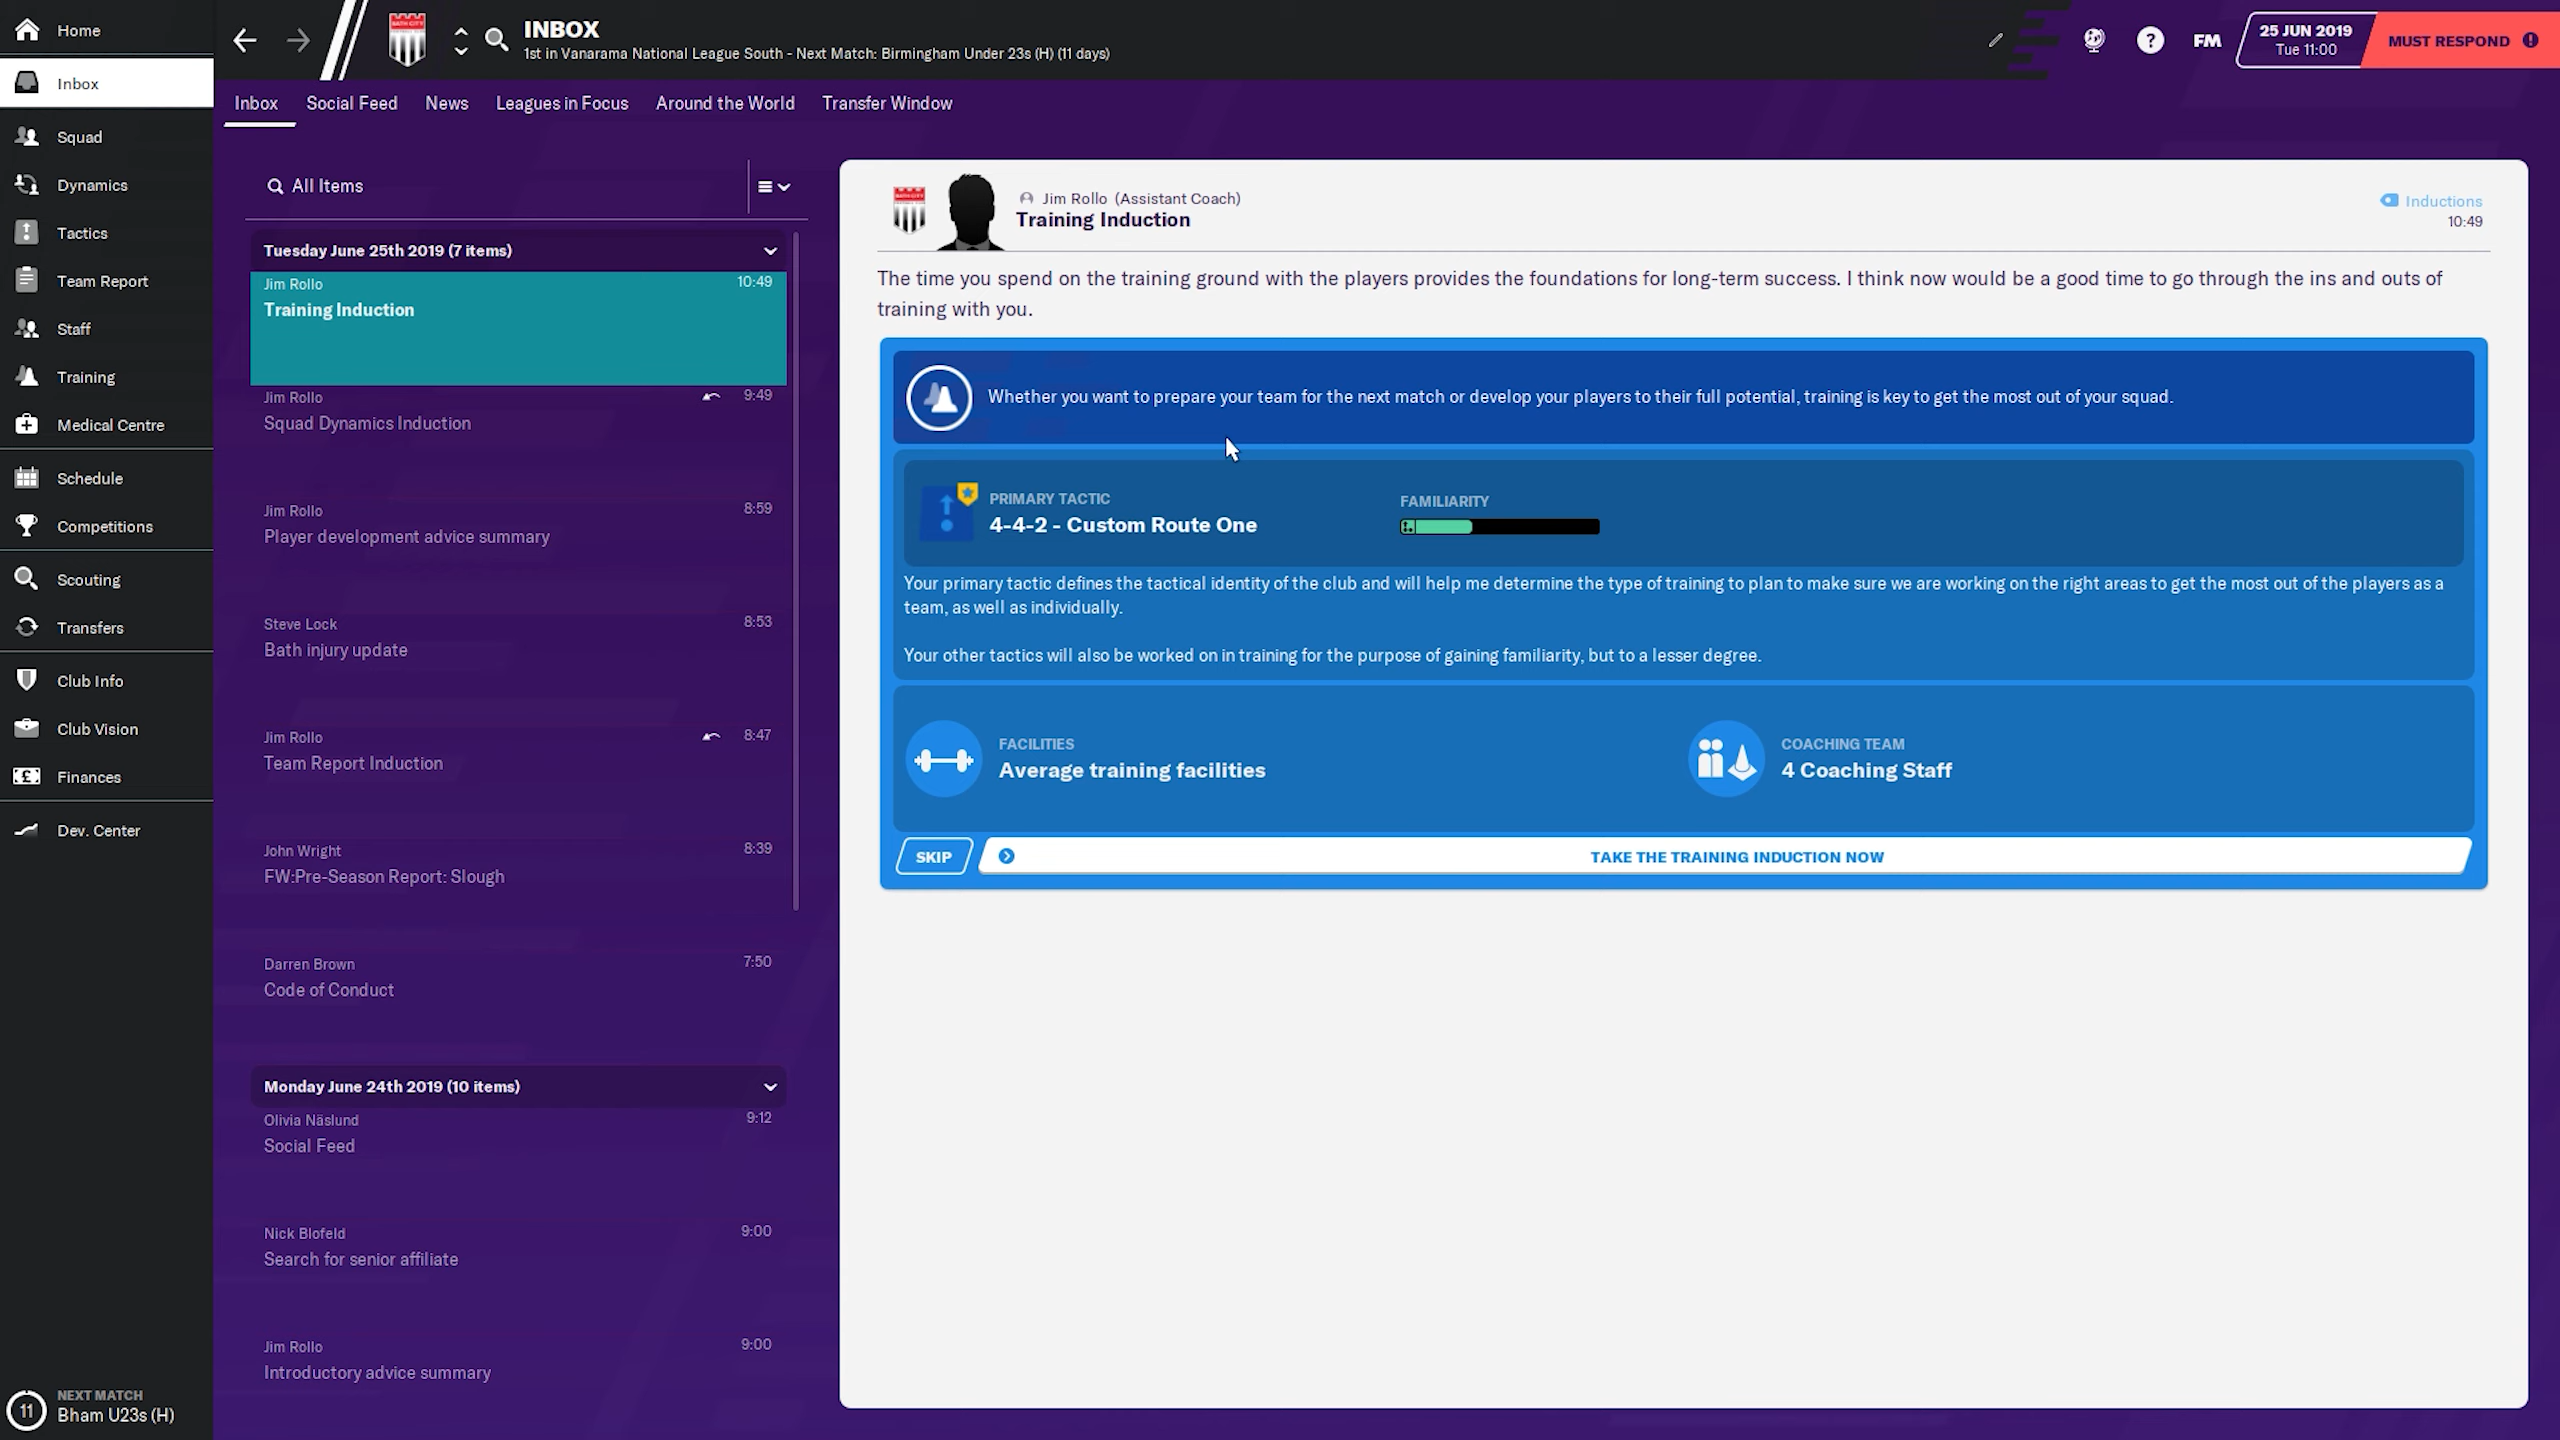 Home
Inbox
Squad
Dynamics
Tactics
Team Report
Staff
Training
Medical Centre
Schedule
Competitions
Scouting
Transfers
Club Info
Club Vision
Finances
Dev. Center
11
NEXT MATCH
Bham U23s (H)
BATH CITY
INBOX
1st in Vanarama National League South - Next Match: Birmingham Under 23s (H) (11 days)
?
FM
25 JUN 2019
Tue 11:00
MUST RESPOND
Inbox
Social Feed
News
Leagues in Focus
Around the World
Transfer Window
All Items
Tuesday June 25th 2019 (7 items)
Jim Rollo
10:49
Training Induction
Jim Rollo
9:49
Squad Dynamics Induction
Jim Rollo
8:59
Player development advice summary
Steve Lock
8:53
Bath injury update
Jim Rollo
8:47
Team Report Induction
John Wright
8:39
FW:Pre-Season Report: Slough
Darren Brown
7:50
Code of Conduct
Monday June 24th 2019 (10 items)
Olivia Näslund
9:12
Social Feed
Nick Blofeld
9:00
Search for senior affiliate
Jim Rollo
9:00
Introductory advice summary
BATH CITY
Jim Rollo (Assistant Coach)
Training Induction
Inductions
10:49
The time you spend on the training ground with the players provides the foundations for long-term success. I think now would be a good time to go through the ins and outs of
training with you.
Whether you want to prepare your team for the next match or develop your players to their full potential, training is key to get the most out of your squad.
PRIMARY TACTIC
4-4-2 - Custom Route One
FAMILIARITY
Your primary tactic defines the tactical identity of the club and will help me determine the type of training to plan to make sure we are working on the right areas to get the most out of the players as a
team, as well as individually.
Your other tactics will also be worked on in training for the purpose of gaining familiarity, but to a lesser degree.
FACILITIES
Average training facilities
COACHING TEAM
4 Coaching Staff
SKIP
TAKE THE TRAINING INDUCTION NOW